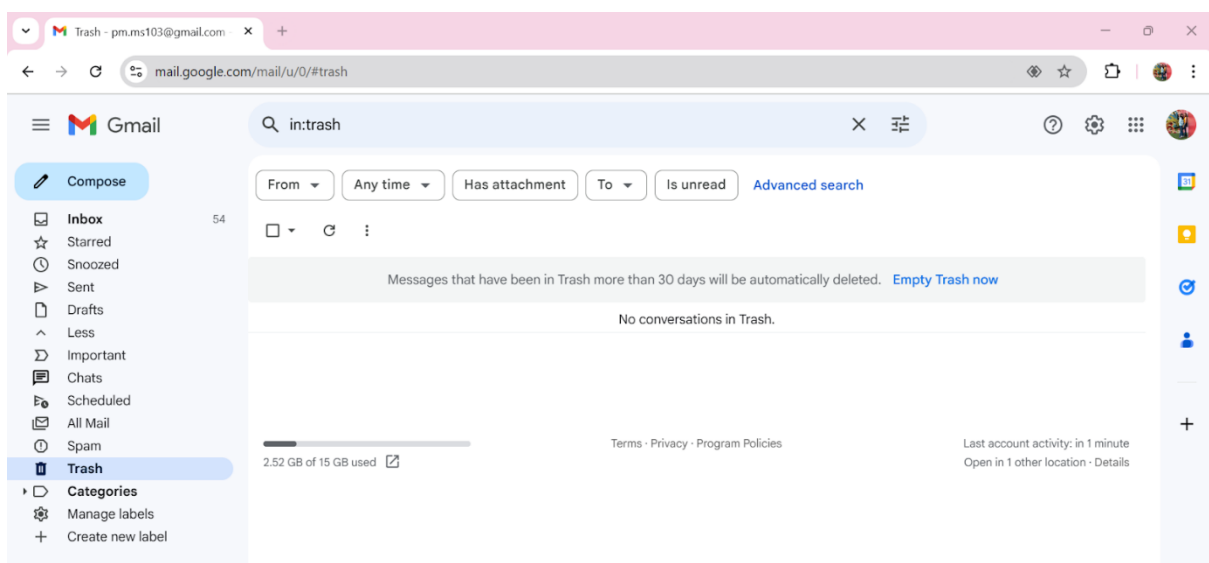 Trash - pm.ms103@gmail.com -
mail.google.com/mail/u/0/#trash
Gmail
in:trash
Compose
From
Any time
Has attachment
To
Is unread
Advanced search
31
Inbox 54
Starred
Snoozed
Sent
Drafts
Less
Important
Chats
Scheduled
All Mail
Spam
Trash
Categories
Manage labels
Create new label
Messages that have been in Trash more than 30 days will be automatically deleted. Empty Trash now
No conversations in Trash.
2.52 GB of 15 GB used
Terms · Privacy · Program Policies
Last account activity: in 1 minute
Open in 1 other location · Details